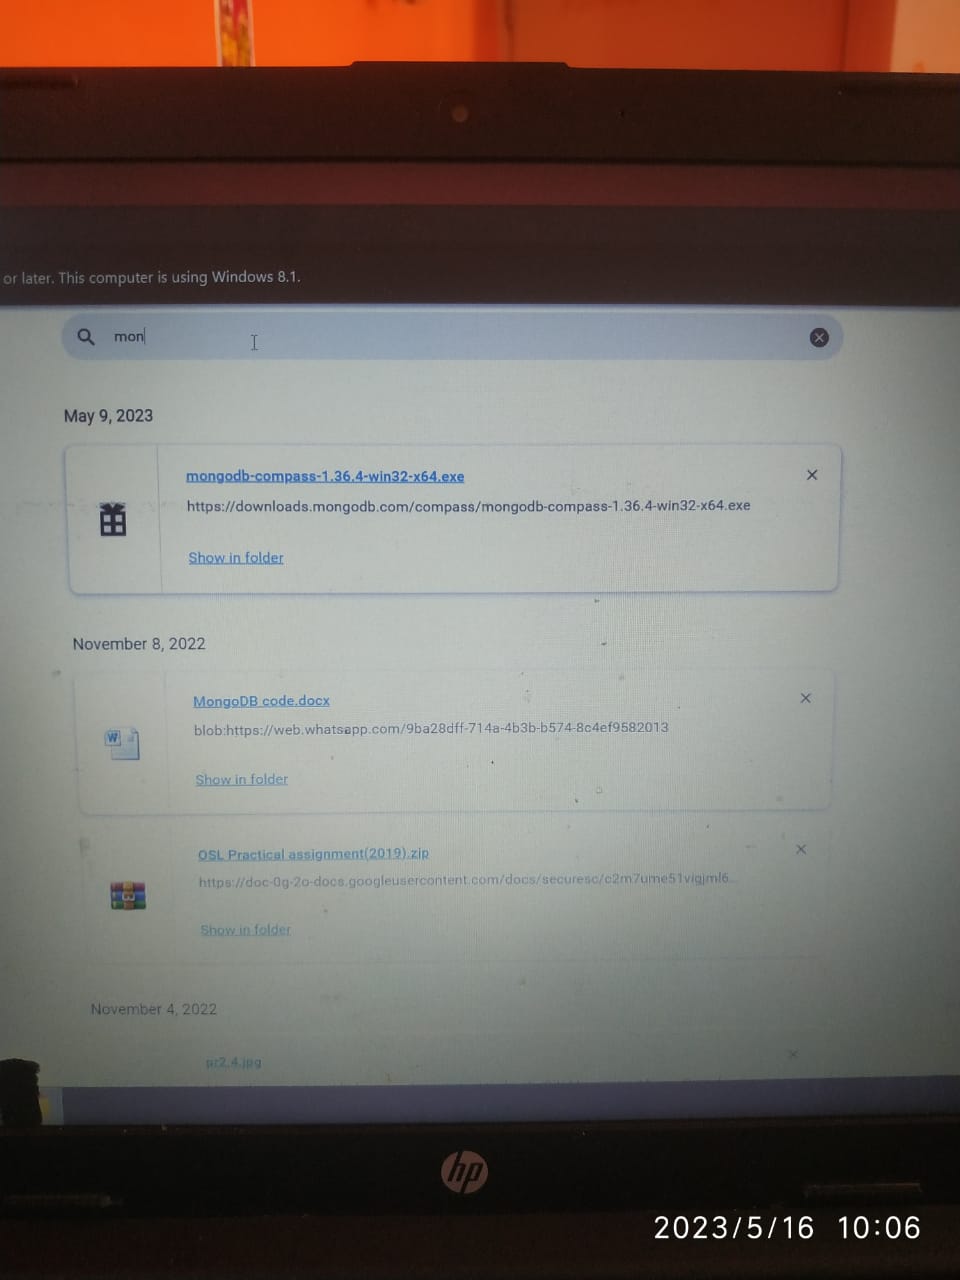 or later. This computer is using Windows 8.1.
mon
May 9, 2023
mongodb-compass-1.36.4-win32-x64.exe
https://downloads.mongodb.com/compass/mongodb-compass-1.36.4-win32-x64.exe
Show in folder
November 8, 2022
MongoDB code.docx
blob:https://web.whatsapp.com/9ba28dff-714a-4b3b-b574-8c4ef9582013
Show in folder
OSL Practical assignment(2019).zip
https://doc-0g-2o-docs.googleusercontent.com/docs/securesc/c2m7ume51vigjml6...
Show in folder
November 4, 2022
pr2.4.jpg
hp
2023/5/16 10:06